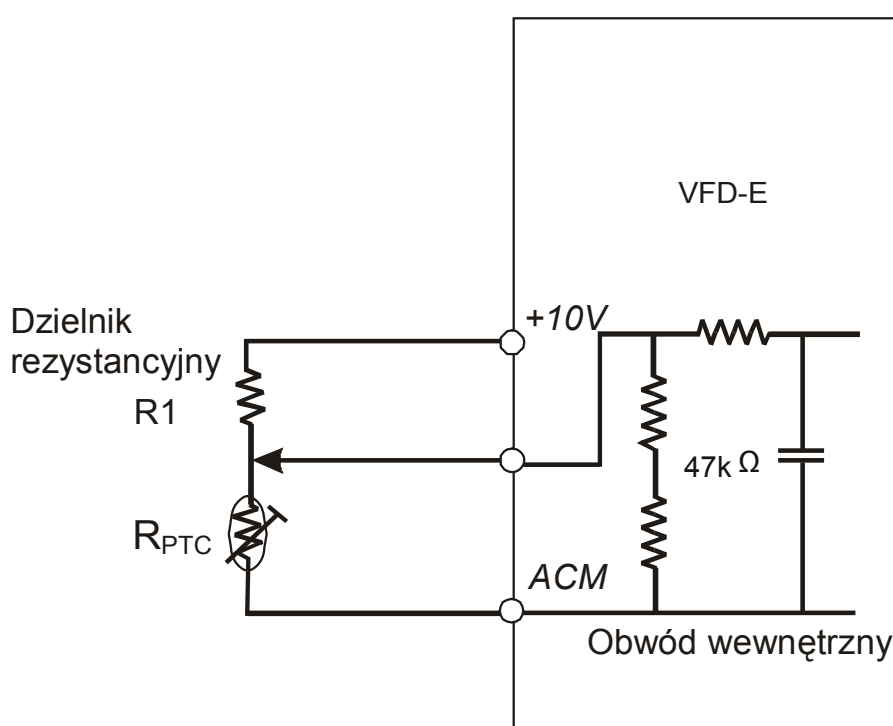 VFD-E
+10V
Dzielnik
rezystancyjny
R1
47k Ω
RPTC
ACM
Obwód wewnętrzny